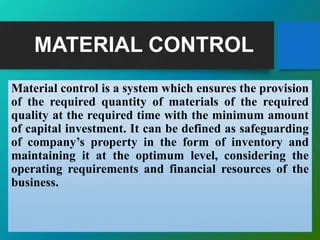 MATERIAL CONTROL
Material control is a system which ensures the provision
of the required quantity of materials of the required
quality at the required time with the minimum amount
of capital investment. It can be defined as safeguarding
of company's property in the form of inventory and
maintaining it at the optimum level, considering the
operating requirements and financial resources of the
business.